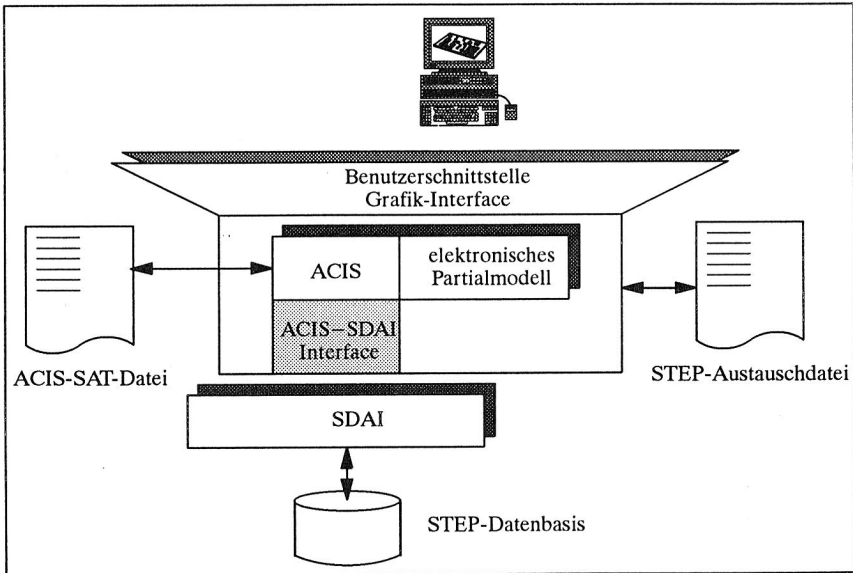 Benutzerschnittstelle
Grafik-Interface
ACIS
elektronisches
Partialmodell
ACIS–SDAI
Interface
ACIS-SAT-Datei
STEP-Austauschdatei
SDAI
STEP-Datenbasis